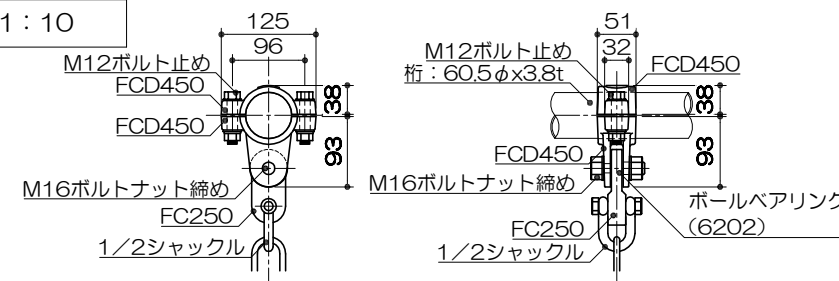 1：10
125
96
M12ボルト止め
FCD450
FCD450
38
93
M16ボルトナット締め
FC250
1／2シャックル
51
32
M12ボルト止め
桁：60.5φx3.8t
FCD450
38
93
FCD450
M16ボルトナット締め
ボールベアリング
（6202）
FC250
1／2シャックル